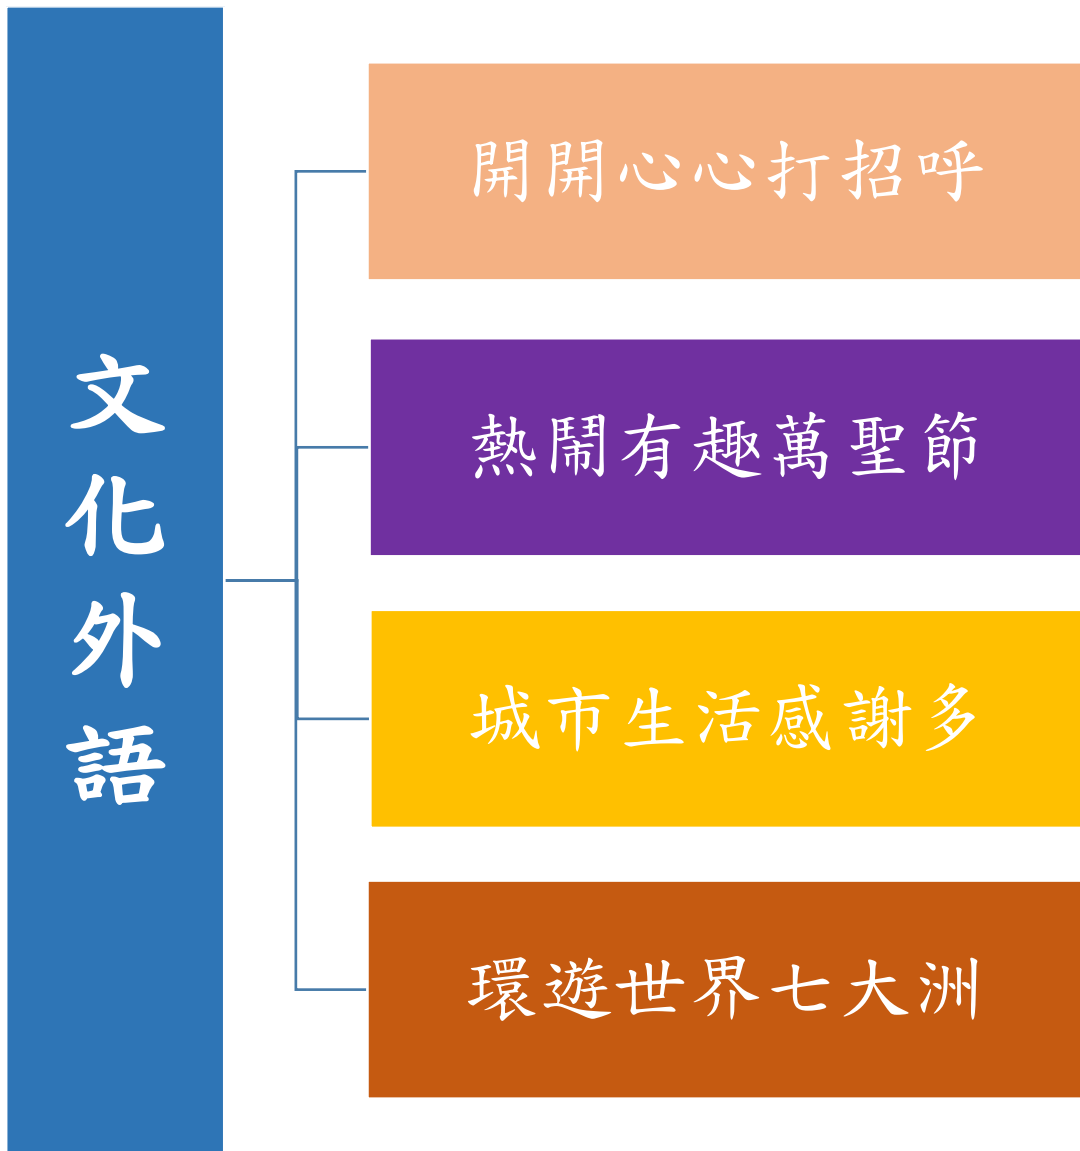 文化外語
開開心心打招呼
熱鬧有趣萬聖節
城市生活感謝多
環遊世界七大洲